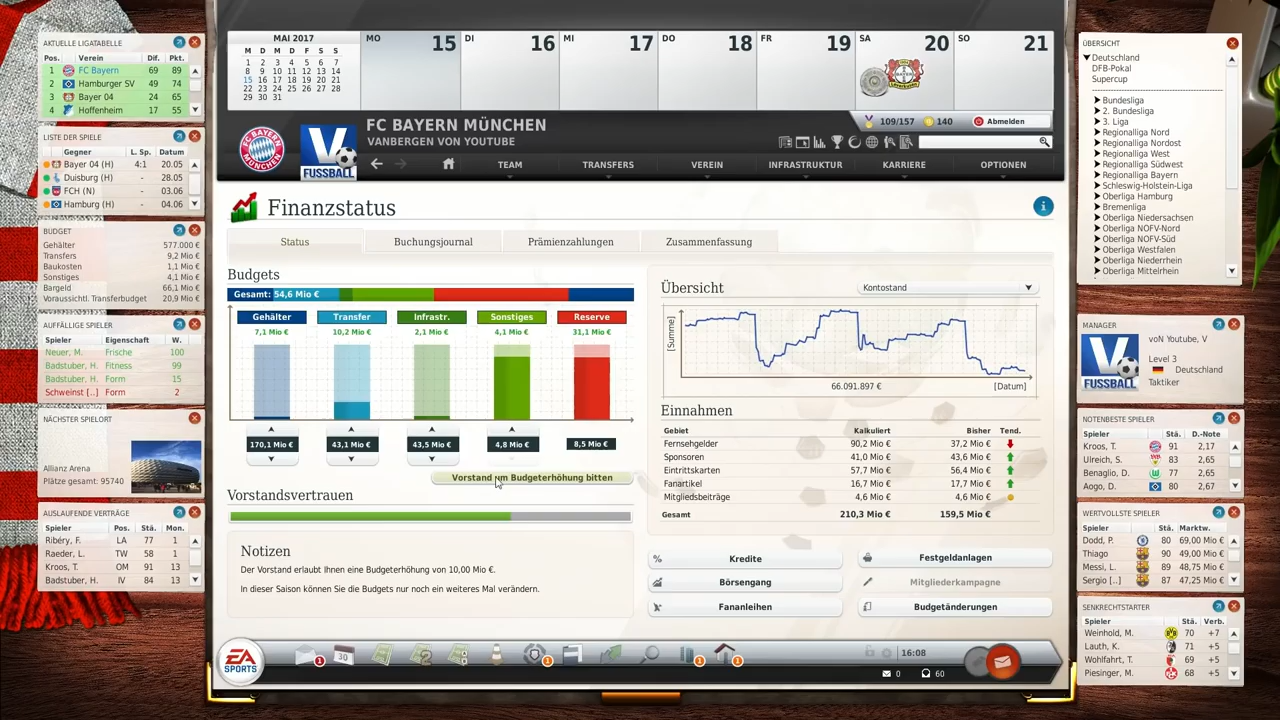 AKTUELLE LIGATABELLE
Pos. Verein Dif. Pkt.
1 FC Bayern 69 89
2 Hamburger SV 49 74
3 Bayer 04 24 65
4 Hoffenheim 17 55
LISTE DER SPIELE
Gegner L. Sp. Datum
Bayer 04 (H) 4:1 20.05
Duisburg (H) - 28.05
FCH (N) - 03.06
Hamburg (H) - 04.06
BUDGET
Gehälter 577.000 €
Transfers 9,2 Mio €
Baukosten 1,1 Mio €
Sonstiges 4,1 Mio €
Bargeld 66,1 Mio €
Voraussichtl. Transferbudget 20,9 Mio €
AUFFÄLLIGE SPIELER
Spieler Eigenschaft W.
Neuer, M. Frische 100
Badstuber, H. Fitness 99
Badstuber, H. Form 15
Schweinst [..] Form 2
NÄCHSTER SPIELORT
Allianz Arena
Plätze gesamt: 95740
AUSLAUFENDE VERTRÄGE
Spieler Pos. Stä. Mon.
Ribéry, F. LA 77 1
Raeder, L. TW 58 1
Kroos, T. OM 91 13
Badstuber, H. IV 84 13
MAI 2017
M D M D F S S
1 2 3 4 5 6 7
8 9 10 11 12 13 14
15 16 17 18 19 20 21
22 23 24 25 26 27 28
29 30 31
MO 15 DI 16 MI 17 DO 18 FR 19 SA 20 SO 21
FC BAYERN MÜNCHEN
VANBERGEN VON YOUTUBE
109/157 140 Abmelden
V
FUSSBALL
TEAM TRANSFERS VEREIN INFRASTRUKTUR KARRIERE OPTIONEN
Finanzstatus
Status Buchungsjournal Prämienzahlungen Zusammenfassung
Budgets
Gesamt: 54,6 Mio €
Gehälter Transfer Infrastr. Sonstiges Reserve
7,1 Mio € 10,2 Mio € 6,1 Mio € 4,1 Mio € 31,1 Mio €
170,1 Mio € 43,1 Mio € 43,5 Mio € 4,8 Mio € 8,5 Mio €
Vorstand um Budgeterhöhung bitten
Vorstandsvertrauen
Notizen
Der Vorstand erlaubt Ihnen eine Budgeterhöhung von 10,00 Mio €.
In dieser Saison können Sie die Budgets nur noch ein weiteres Mal verändern.
Übersicht
Kontostand
[Summe]
66.091.897 € [Datum]
Einnahmen
Gebiet Kalkuliert Bisher Tend.
Fernsehgelder 90,2 Mio € 37,2 Mio €
Sponsoren 41,0 Mio € 43,6 Mio €
Eintrittskarten 57,7 Mio € 56,4 Mio €
Fanartikel 16,7 Mio € 17,7 Mio €
Mitgliedsbeiträge 4,6 Mio € 4,6 Mio €
Gesamt 210,3 Mio € 159,5 Mio €
Kredite Festgeldanlagen
Börsengang Mitgliederkampagne
Fananleihen Budgetänderungen
EA SPORTS
30
1 1 1 1
16:08
0 60
ÜBERSICHT
Deutschland
DFB-Pokal
Supercup
Bundesliga
2. Bundesliga
3. Liga
Regionalliga Nord
Regionalliga Nordost
Regionalliga West
Regionalliga Südwest
Regionalliga Bayern
Schleswig-Holstein-Liga
Oberliga Hamburg
Bremenliga
Oberliga Niedersachsen
Oberliga NOFV-Nord
Oberliga NOFV-Süd
Oberliga Westfalen
Oberliga Niederrhein
Oberliga Mittelrhein
MANAGER
V
FUSSBALL
voN Youtube, V
Level 3
Deutschland
Taktiker
NOTENBESTE SPIELER
Spieler Stä. D.-Note
Kroos, T. 91 2,17
Ulreich, S. 83 2,65
Benaglio, D. 77 2,65
Aogo, D. 80 2,67
WERTVOLLSTE SPIELER
Spieler Stä. Marktw.
Dodd, P. 80 69,00 Mio €
Thiago 90 49,00 Mio €
Messi, L. 89 48,75 Mio €
Sergio [..] 87 47,25 Mio €
SENKRECHTSTARTER
Spieler Stä. Verb.
Weinhold, M. 70 +7
Lauth, K. 71 +5
Wohlfahrt, T. 69 +5
Piesinger, M. 68 +5